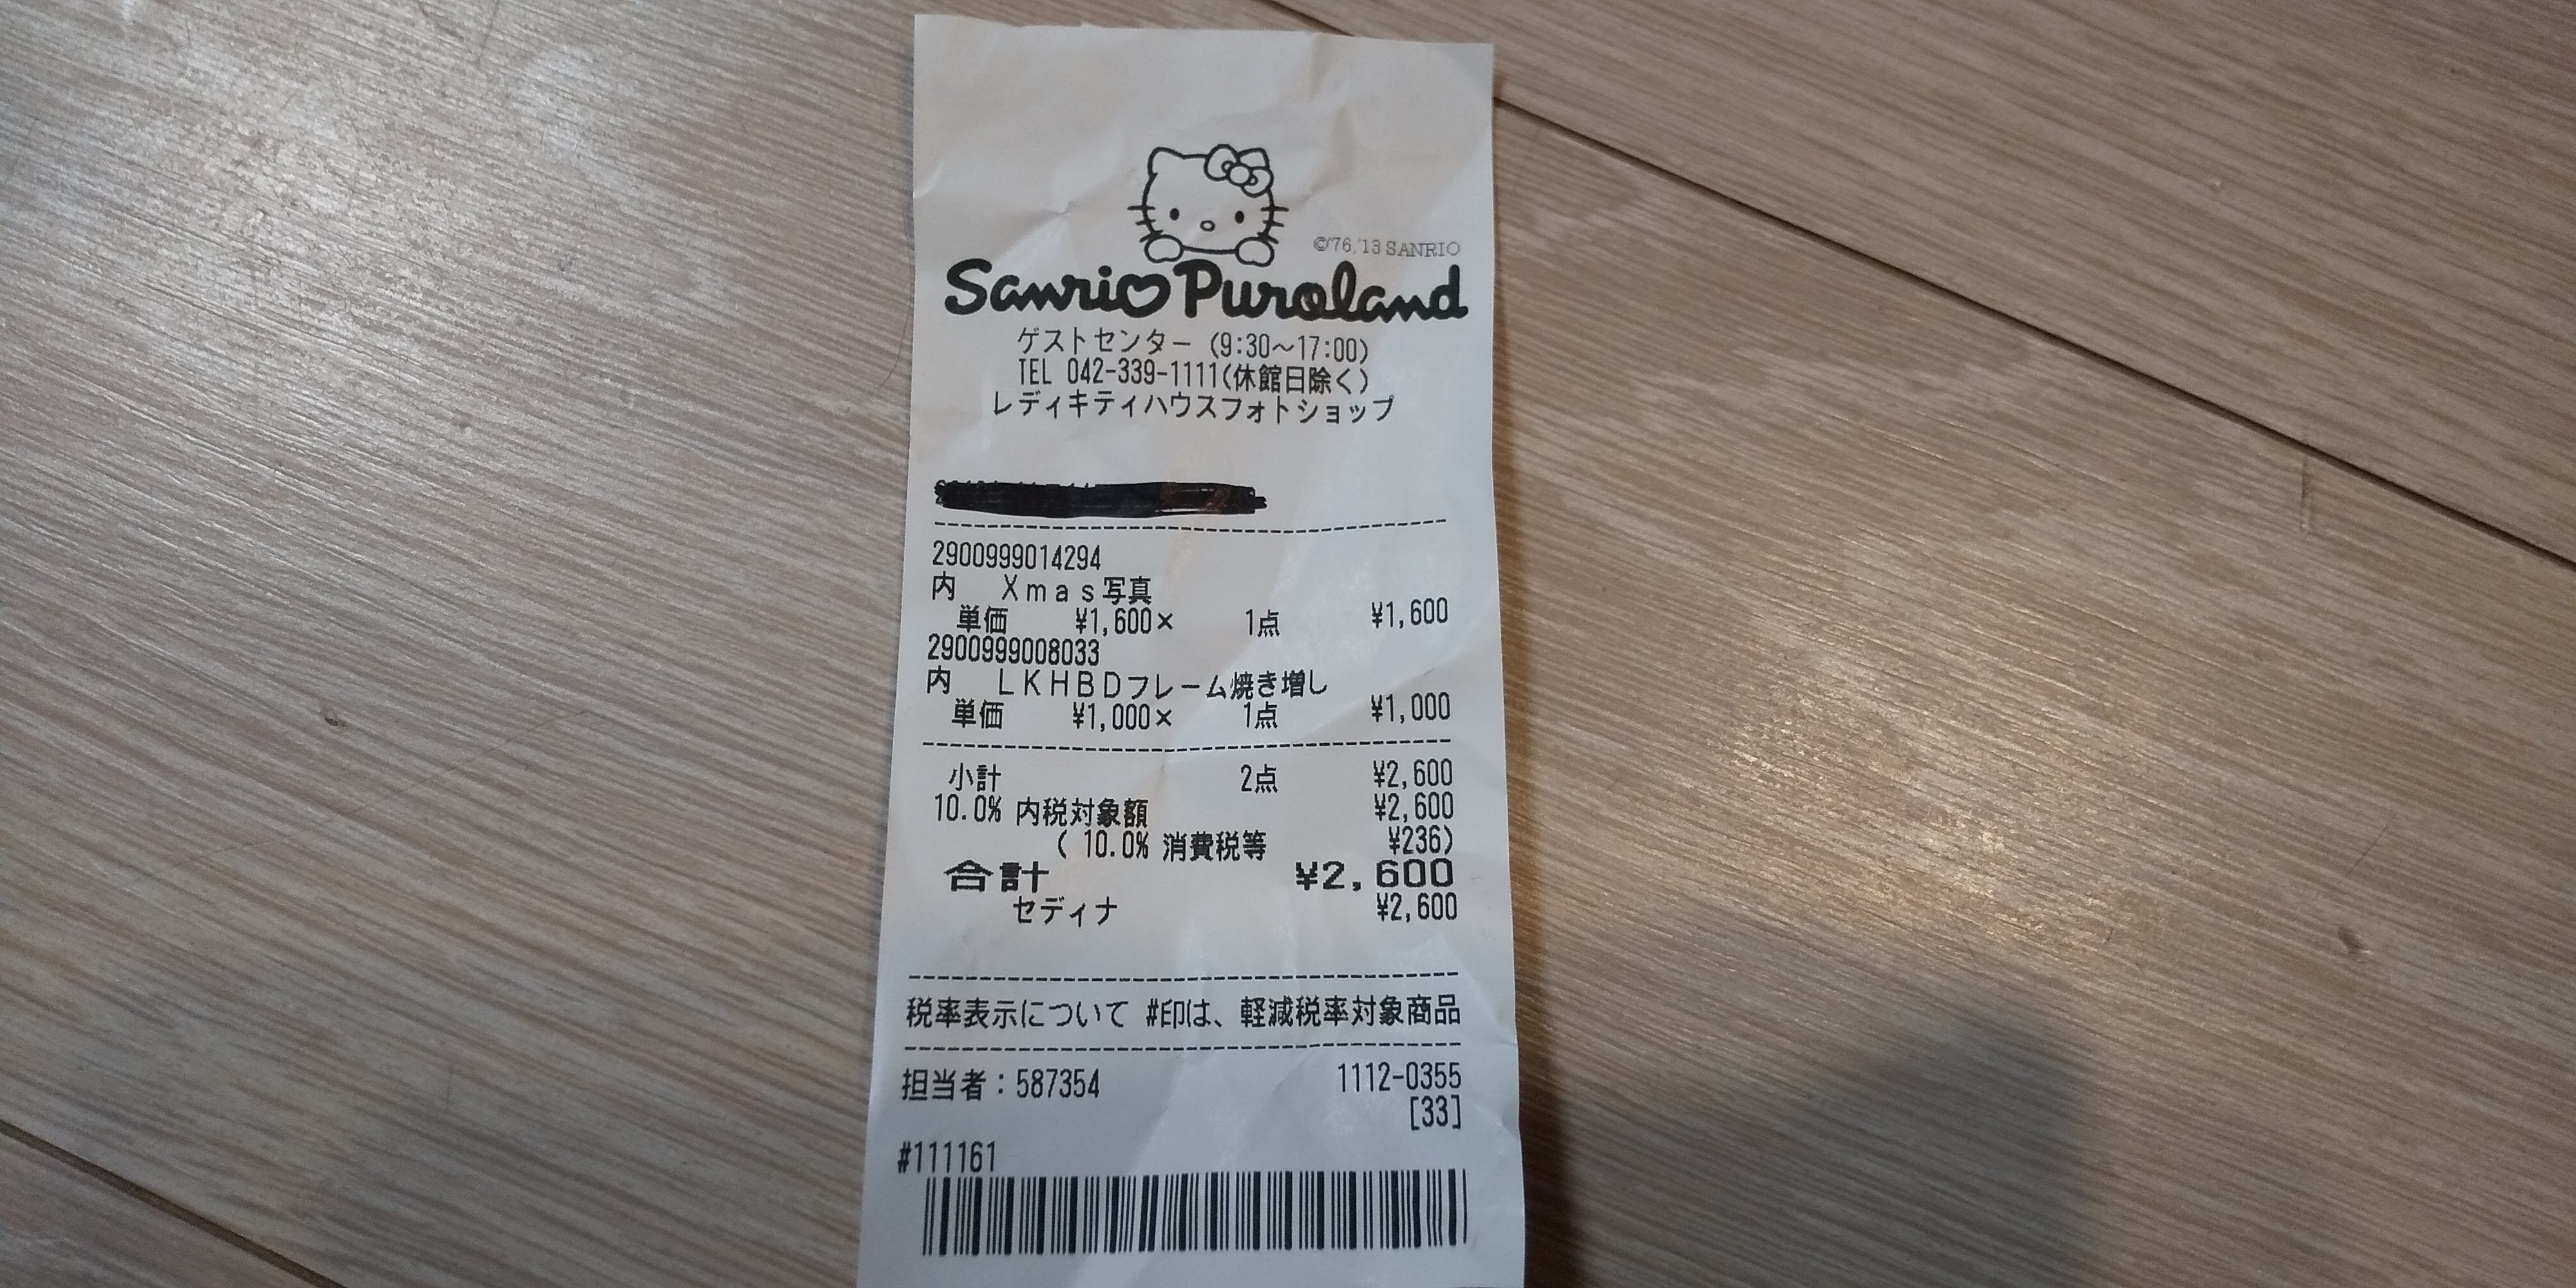 ©'76,'13 SANRIO
Sanrio Puroland
ゲストセンター (9:30～17:00)
TEL 042-339-1111(休館日除く)
レディキティハウスフォトショップ
2900999014294
内 Xmas写真
単価 ¥1,600× 1点 ¥1,600
2900999008033
内 LKHBDフレーム焼き増し
単価 ¥1,000× 1点 ¥1,000
小計 2点 ¥2,600
10.0% 内税対象額 ¥2,600
( 10.0% 消費税等 ¥236)
合計 ¥2,600
セディナ ¥2,600
税率表示について #印は、軽減税率対象商品
担当者：587354 1112-0355
[33]
#111161